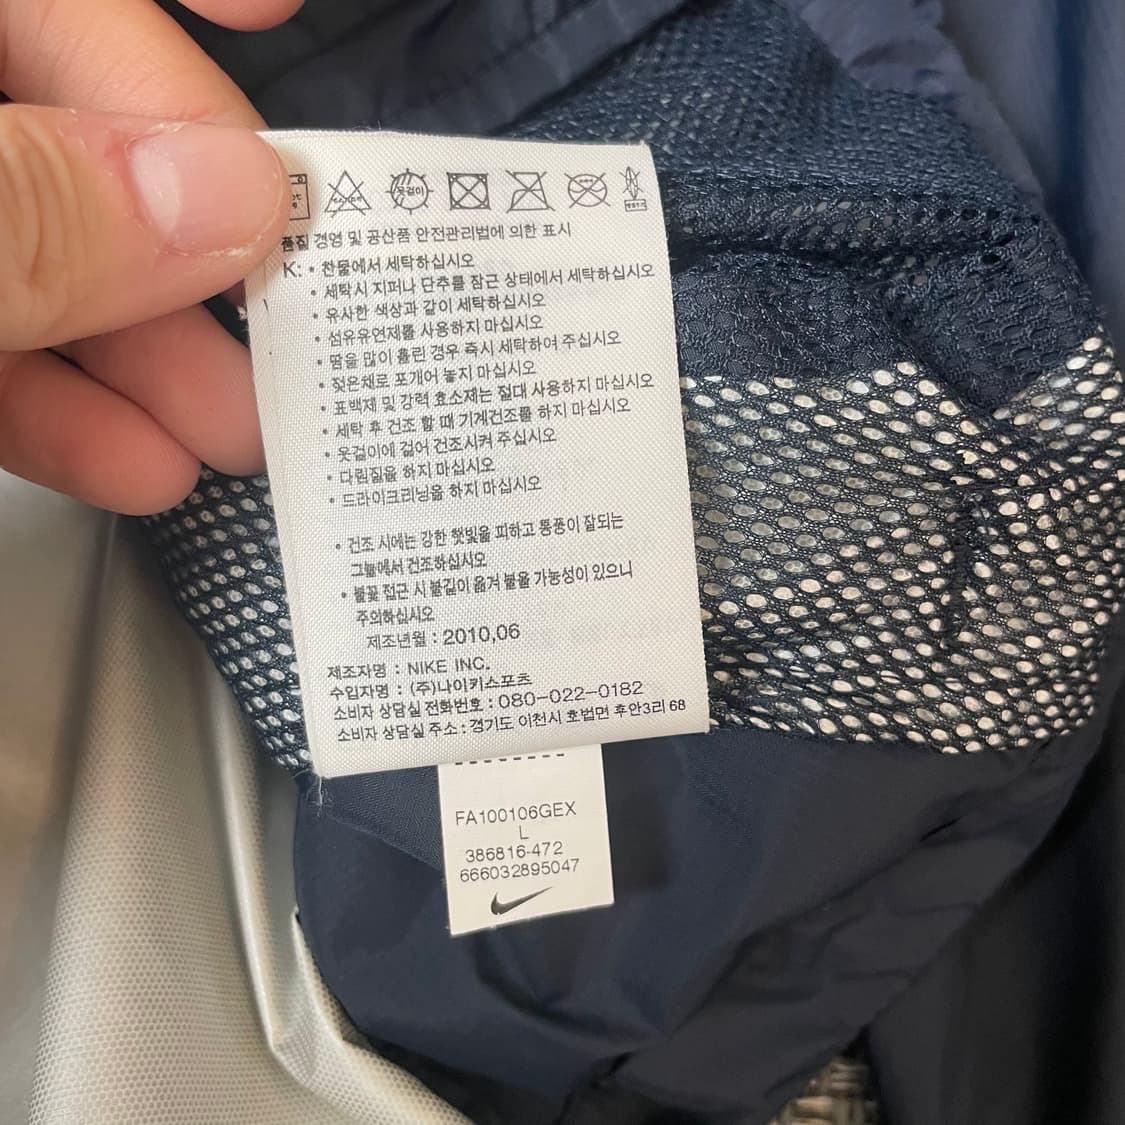 옷걸이
품질 경영 및 공산품 안전관리법에 의한 표시
K: • 찬물에서 세탁하십시오
• 세탁시 지퍼나 단추를 잠근 상태에서 세탁하십시오
• 유사한 색상과 같이 세탁하십시오
• 섬유유연제를 사용하지 마십시오
• 땀을 많이 흘린 경우 즉시 세탁하여 주십시오
• 젖은채로 포개어 놓지 마십시오
• 표백제 및 강력 효소제는 절대 사용하지 마십시오
• 세탁 후 건조 할 때 기계건조를 하지 마십시오
• 옷걸이에 걸어 건조시켜 주십시오
• 다림질을 하지 마십시오
• 드라이크리닝을 하지 마십시오
• 건조 시에는 강한 햇빛을 피하고 통풍이 잘되는
그늘에서 건조하십시오
• 불꽃 접근 시 불길이 옮겨 붙을 가능성이 있으니
주의하십시오
제조년월 : 2010,06
제조자명 : NIKE INC.
수입자명 : (주)나이키스포츠
소비자 상담실 전화번호 : 080-022-0182
소비자 상담실 주소 : 경기도 이천시 호법면 후안3리 68
FA100106GEX
L
386816-472
666032895047